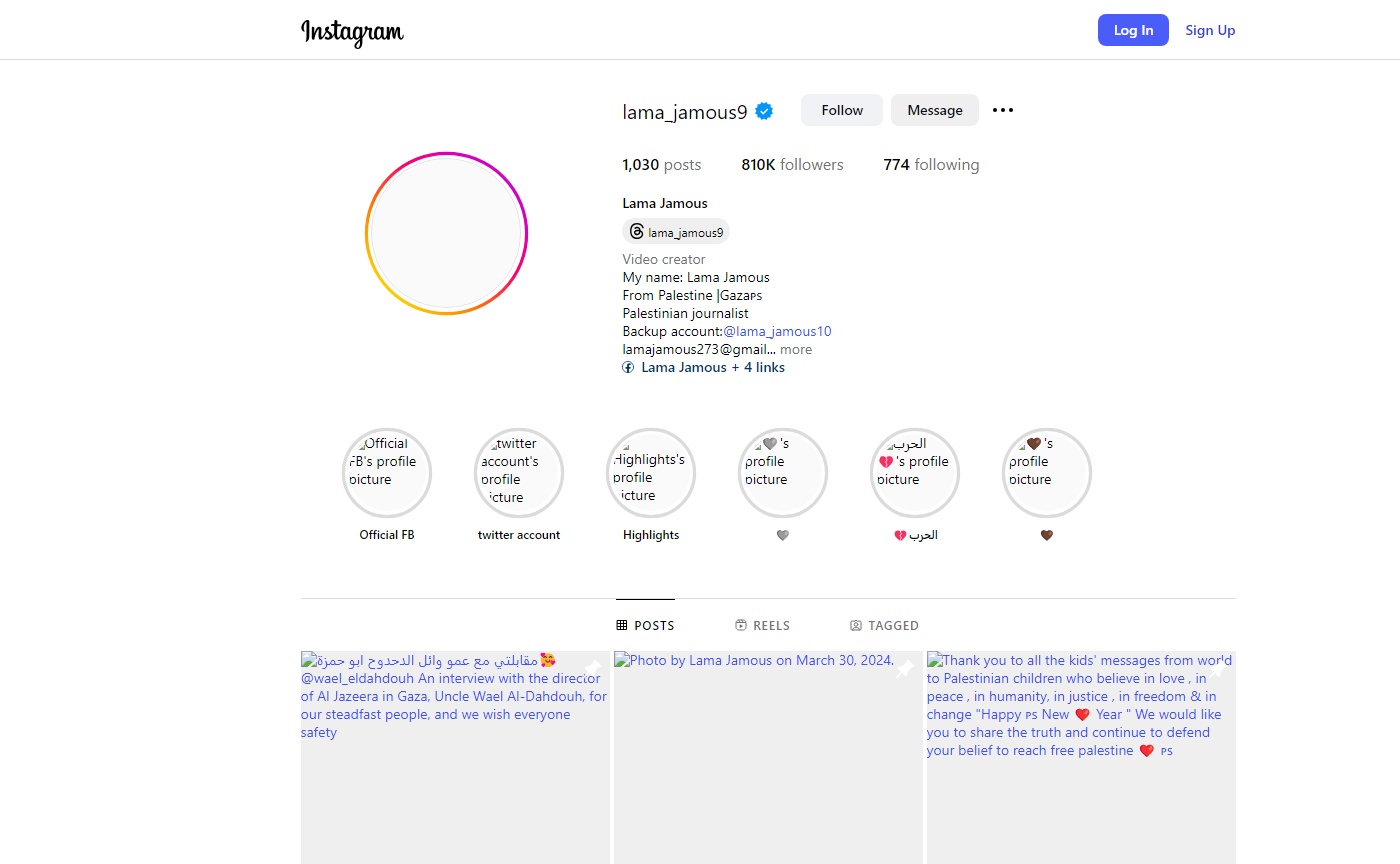 Instagram
Log In
Sign Up
lama_jamous9
Follow
Message
1,030 posts
810K followers
774 following
Lama Jamous
lama_jamous9
Video creator
My name: Lama Jamous
From Palestine |Gazaᴘs
Palestinian journalist
Backup account:@lama_jamous10
lamajamous273@gmail... more
Lama Jamous + 4 links
Official
FB's profile
picture
twitter
account's
profile
picture
Highlights's
profile
picture
🩶's
profile
picture
الحرب
💔's profile
picture
🤎's
profile
picture
Official FB
twitter account
Highlights
🩶
الحرب💔
🤎
POSTS
REELS
TAGGED
مقابلتي مع عمو وائل الدحدوح ابو حمزة🥰
@wael_eldahdouh An interview with the director
of Al Jazeera in Gaza, Uncle Wael Al-Dahdouh, for
our steadfast people, and we wish everyone
safety
Photo by Lama Jamous on March 30, 2024.
Thank you to all the kids' messages from world
to Palestinian children who believe in love , in
peace , in humanity, in justice , in freedom & in
change "Happy ᴘs New ❤️ Year " We would like
you to share the truth and continue to defend
your belief to reach free palestine ❤️ ᴘs